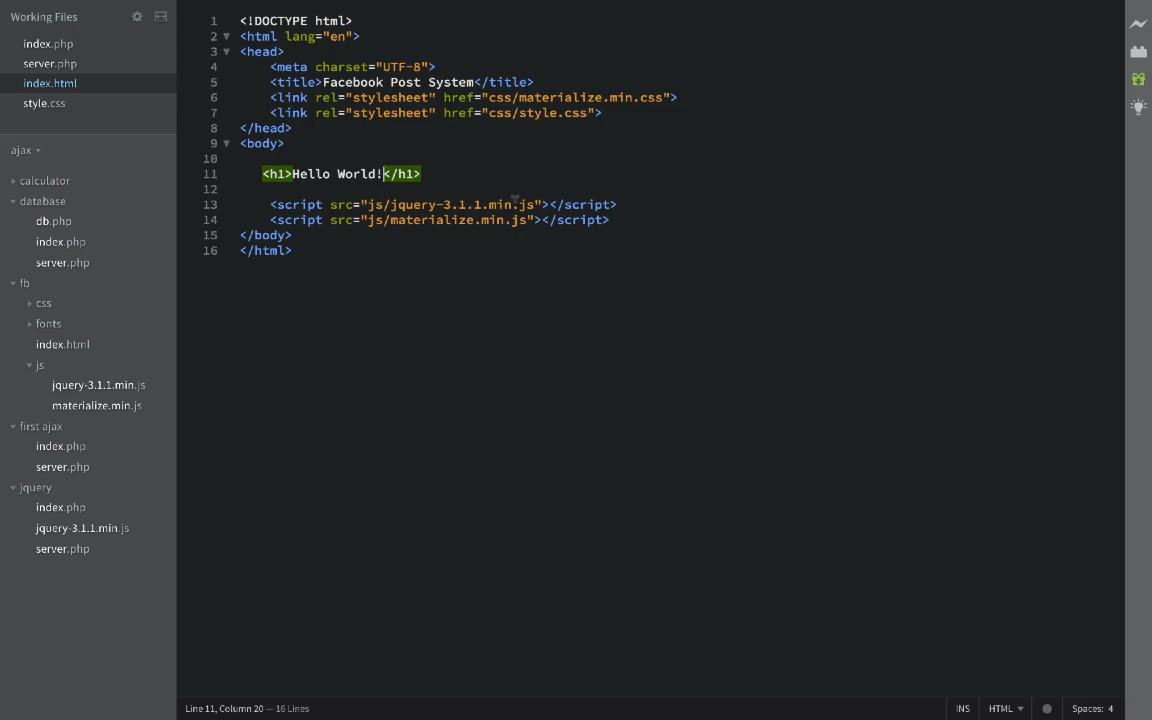 Working Files
index.php
server.php
index.html
style.css
ajax
calculator
database
db.php
index.php
server.php
fb
css
fonts
index.html
js
jquery-3.1.1.min.js
materialize.min.js
first ajax
index.php
server.php
jquery
index.php
jquery-3.1.1.min.js
server.php
1 <!DOCTYPE html>
2 <html lang="en">
3 <head>
4 <meta charset="UTF-8">
5 <title>Facebook Post System</title>
6 <link rel="stylesheet" href="css/materialize.min.css">
7 <link rel="stylesheet" href="css/style.css">
8 </head>
9 <body>
10
11 <h1>Hello World!</h1>
12
13 <script src="js/jquery-3.1.1.min.js"></script>
14 <script src="js/materialize.min.js"></script>
15 </body>
16 </html>
Line 11, Column 20 — 16 Lines
INS HTML Spaces: 4